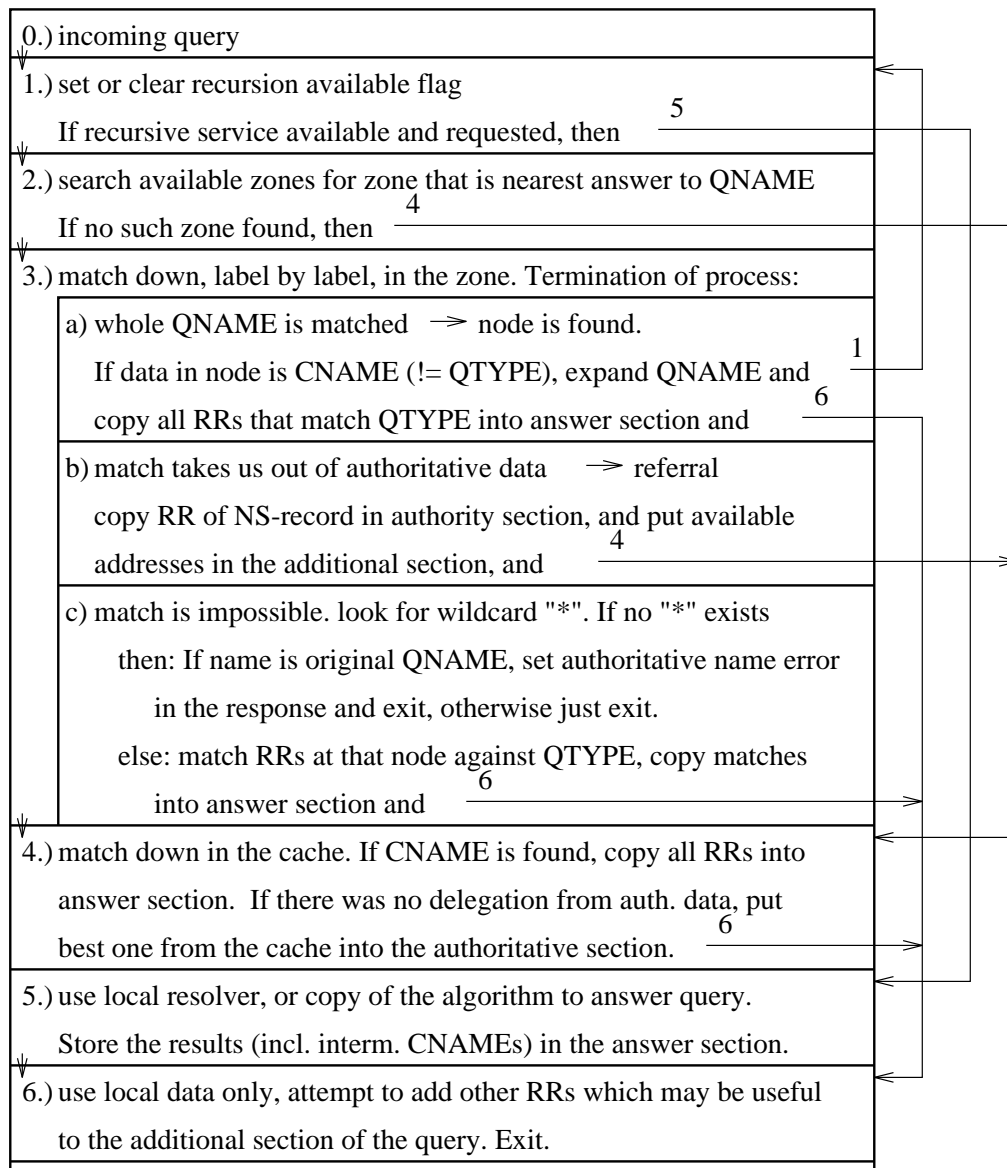 0.) incoming query
1.) set or clear recursion available flag
If recursive service available and requested, then 5
2.) search available zones for zone that is nearest answer to QNAME
If no such zone found, then 4
3.) match down, label by label, in the zone. Termination of process:
a) whole QNAME is matched → node is found.
If data in node is CNAME (!= QTYPE), expand QNAME and 1
copy all RRs that match QTYPE into answer section and 6
b) match takes us out of authoritative data → referral
copy RR of NS-record in authority section, and put available
addresses in the additional section, and 4
c) match is impossible. look for wildcard "*". If no "*" exists
then: If name is original QNAME, set authoritative name error
in the response and exit, otherwise just exit.
else: match RRs at that node against QTYPE, copy matches
into answer section and 6
4.) match down in the cache. If CNAME is found, copy all RRs into
answer section. If there was no delegation from auth. data, put
best one from the cache into the authoritative section. 6
5.) use local resolver, or copy of the algorithm to answer query.
Store the results (incl. interm. CNAMEs) in the answer section.
6.) use local data only, attempt to add other RRs which may be useful
to the additional section of the query. Exit.